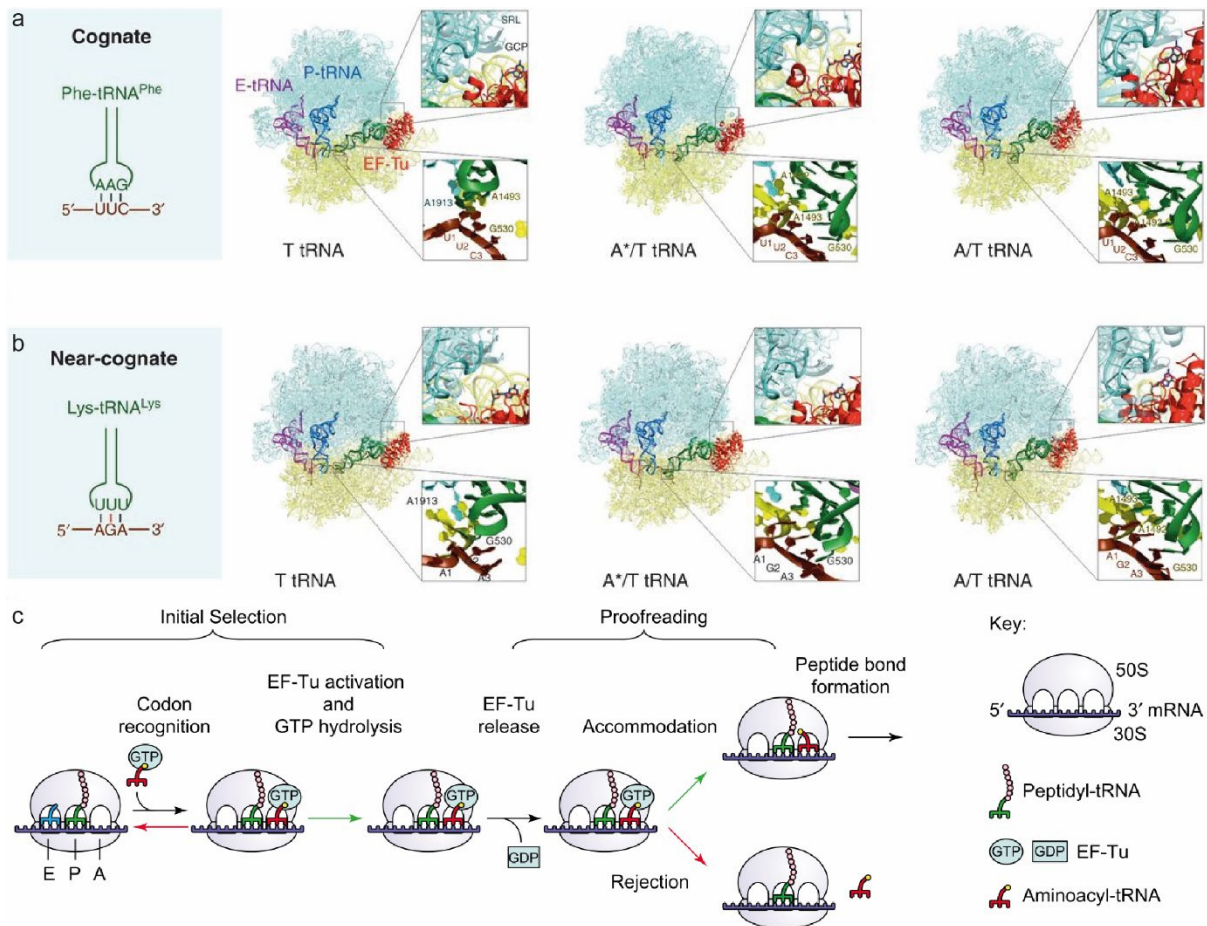 a
Cognate
Phe-tRNAPhe
AAG
5′ UUC 3′
E-tRNA
P-tRNA
EF-Tu
SRL
GCP
A1913
A1493
G530
U1
U2
C3
T tRNA
A1493
G530
U1
U2
C3
A*/T tRNA
A1493
A1492
G530
U1
U2
C3
A/T tRNA
b
Near-cognate
Lys-tRNALys
UUU
5′ AGA 3′
A1913
G530
A1
A3
T tRNA
G530
A1
G2
A3
A*/T tRNA
A1493
A1492
G530
A1
G2
A3
A/T tRNA
c
Initial Selection
Proofreading
Key:
Codon
recognition
EF-Tu activation
and
GTP hydrolysis
EF-Tu
release
Accommodation
Peptide bond
formation
Rejection
GTP
GTP
GTP
GDP
GTP
E P A
50S
5′ 3′ mRNA
30S
Peptidyl-tRNA
GTP GDP EF-Tu
Aminoacyl-tRNA